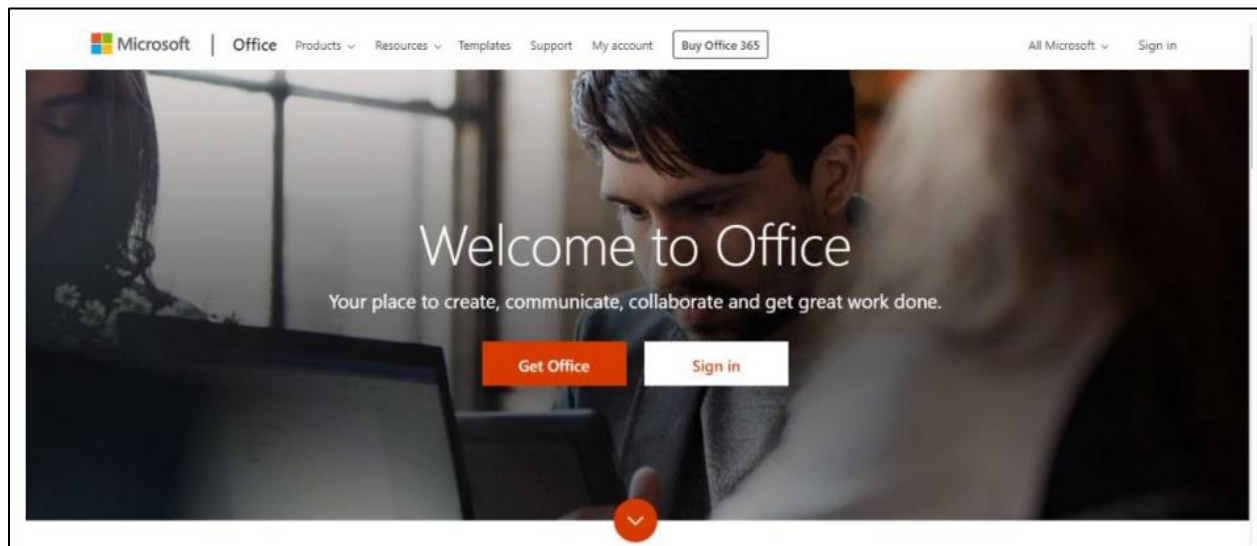 Microsoft | Office Products Resources Templates Support My account Buy Office 365 All Microsoft Sign in
Welcome to Office
Your place to create, communicate, collaborate and get great work done.
Get Office Sign in